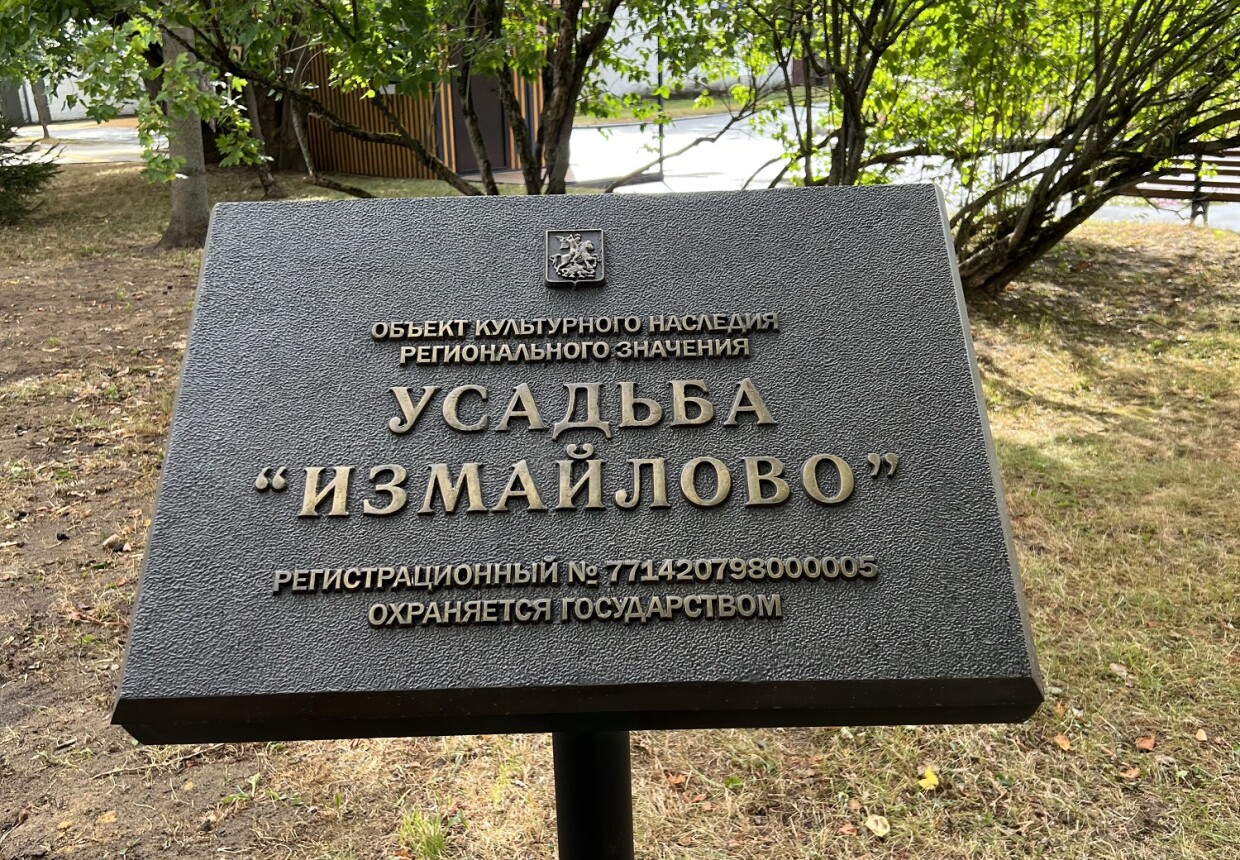 ОБЪЕКТ КУЛЬТУРНОГО НАСЛЕДИЯ
РЕГИОНАЛЬНОГО ЗНАЧЕНИЯ
УСАДЬБА
“ИЗМАЙЛОВО”
РЕГИСТРАЦИОННЫЙ № 771420798000005
ОХРАНЯЕТСЯ ГОСУДАРСТВОМ